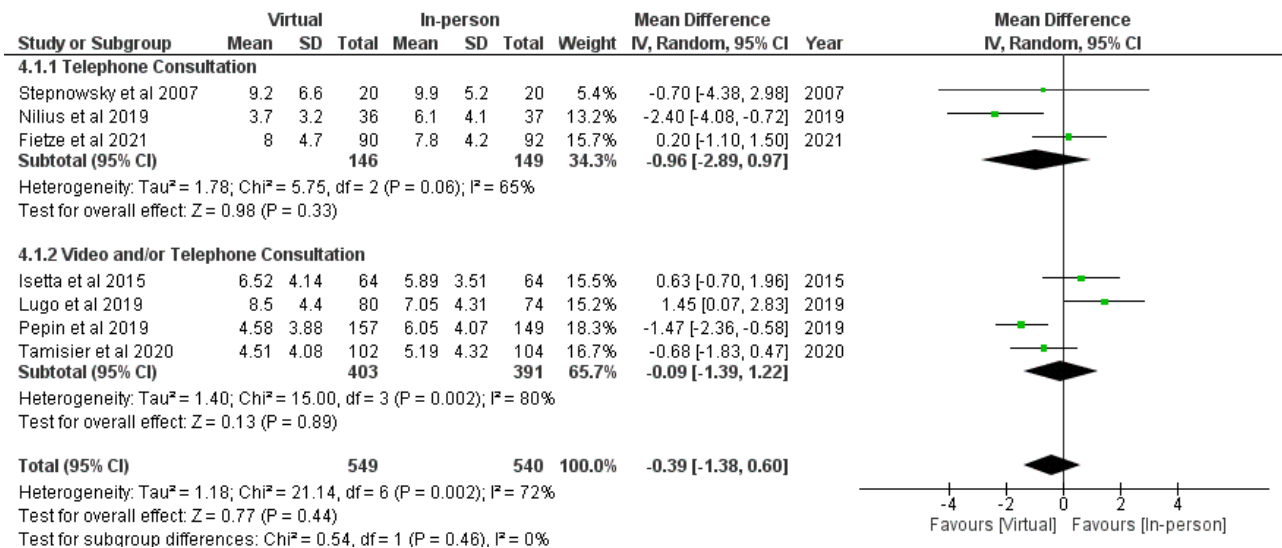 Virtual In-person Mean Difference Mean Difference
Study or Subgroup Mean SD Total Mean SD Total Weight IV, Random, 95% CI Year IV, Random, 95% CI
4.1.1 Telephone Consultation
Stepnowsky et al 2007 9.2 6.6 20 9.9 5.2 20 5.4% -0.70 [-4.38, 2.98] 2007
Nilius et al 2019 3.7 3.2 36 6.1 4.1 37 13.2% -2.40 [-4.08, -0.72] 2019
Fietze et al 2021 8 4.7 90 7.8 4.2 92 15.7% 0.20 [-1.10, 1.50] 2021
Subtotal (95% CI) 146 149 34.3% -0.96 [-2.89, 0.97]
Heterogeneity: Tau² = 1.78; Chi² = 5.75, df = 2 (P = 0.06); I² = 65%
Test for overall effect: Z = 0.98 (P = 0.33)
4.1.2 Video and/or Telephone Consultation
Isetta et al 2015 6.52 4.14 64 5.89 3.51 64 15.5% 0.63 [-0.70, 1.96] 2015
Lugo et al 2019 8.5 4.4 80 7.05 4.31 74 15.2% 1.45 [0.07, 2.83] 2019
Pepin et al 2019 4.58 3.88 157 6.05 4.07 149 18.3% -1.47 [-2.36, -0.58] 2019
Tamisier et al 2020 4.51 4.08 102 5.19 4.32 104 16.7% -0.68 [-1.83, 0.47] 2020
Subtotal (95% CI) 403 391 65.7% -0.09 [-1.39, 1.22]
Heterogeneity: Tau² = 1.40; Chi² = 15.00, df = 3 (P = 0.002); I² = 80%
Test for overall effect: Z = 0.13 (P = 0.89)
Total (95% CI) 549 540 100.0% -0.39 [-1.38, 0.60]
Heterogeneity: Tau² = 1.18; Chi² = 21.14, df = 6 (P = 0.002); I² = 72%
Test for overall effect: Z = 0.77 (P = 0.44)
Test for subgroup differences: Chi² = 0.54, df = 1 (P = 0.46), I² = 0%
-4 -2 0 2 4
Favours [Virtual] Favours [In-person]